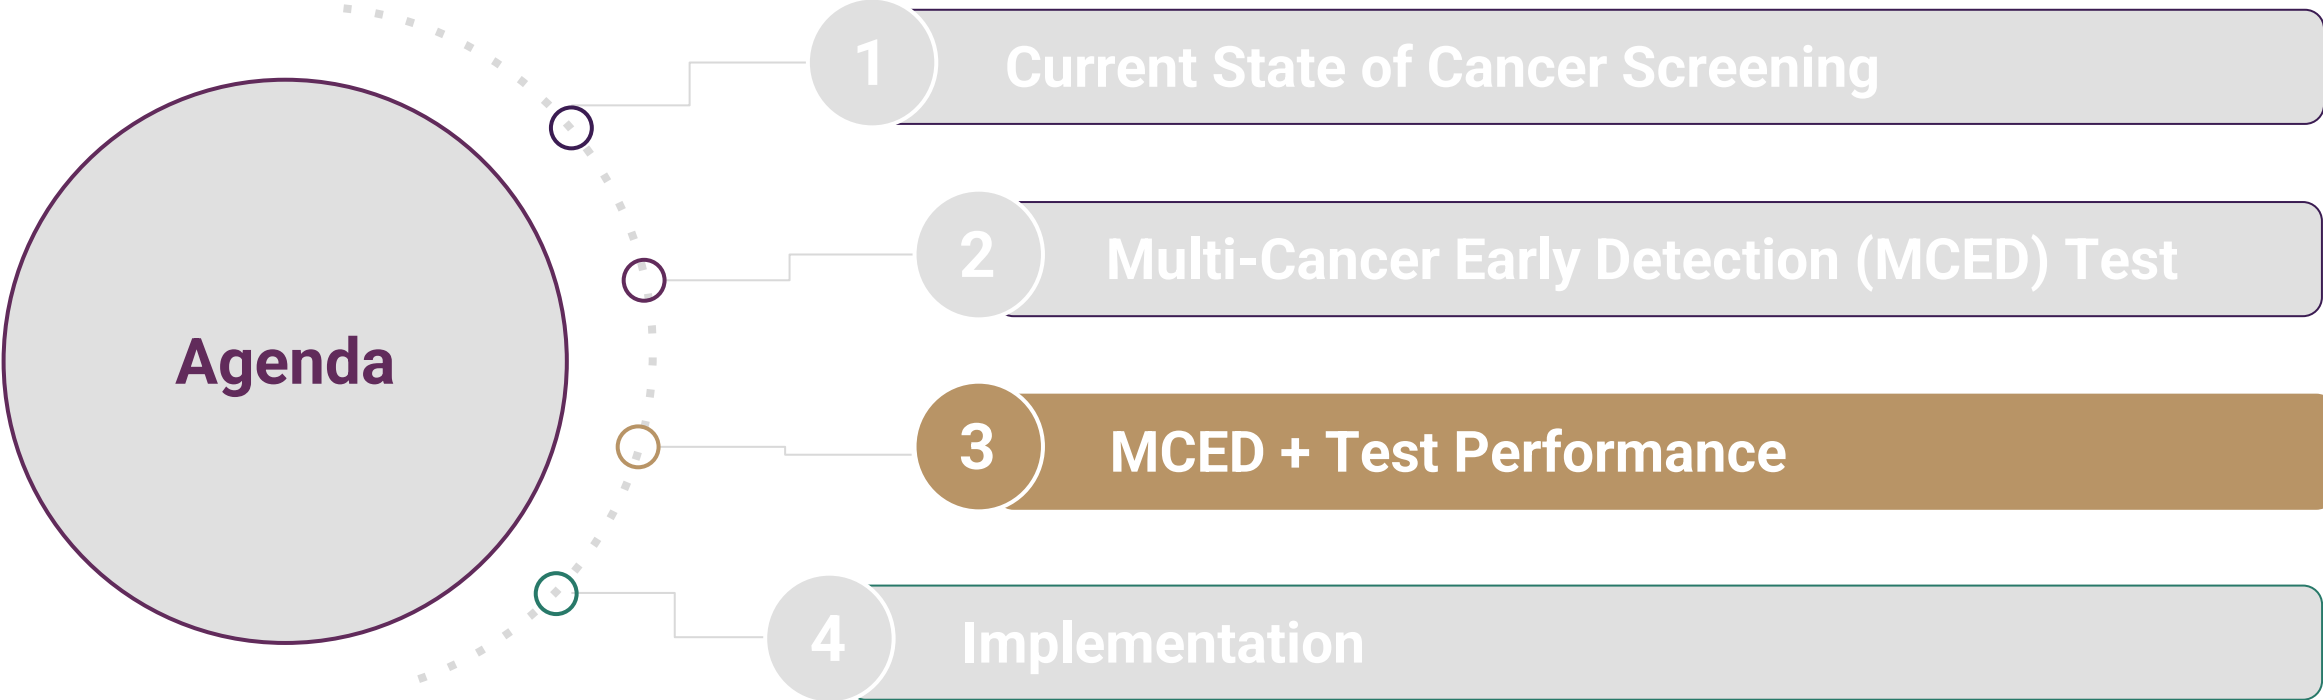 Agenda
1
Current State of Cancer Screening
2
Multi-Cancer Early Detection (MCED) Test
3
MCED + Test Performance
4
Implementation